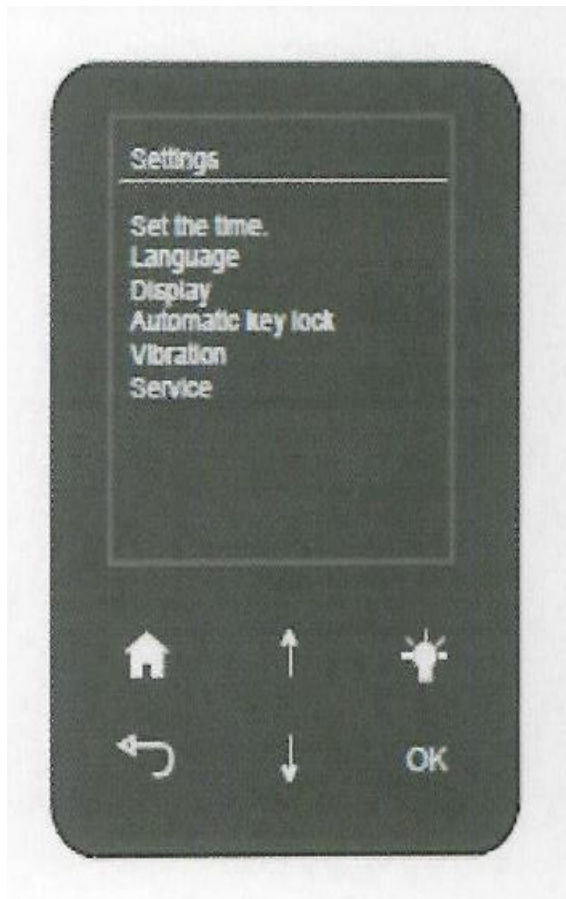 Settings
Set the time.
Language
Display
Automatic key lock
Vibration
Service
OK